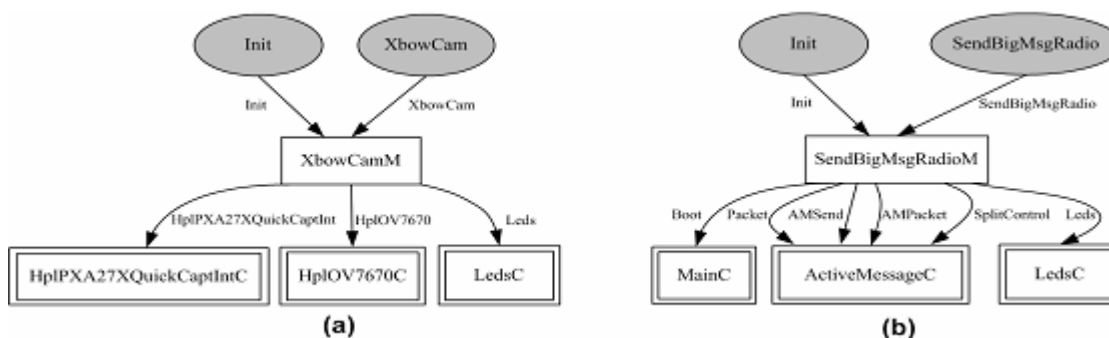 Init
XbowCam
Init
XbowCam
XbowCamM
HplPXA27XQuickCaptInt
HplOV7670
Leds
HplPXA27XQuickCaptIntC
HplOV7670C
LedsC
(a)
Init
SendBigMsgRadio
Init
SendBigMsgRadio
SendBigMsgRadioM
Boot
Packet
AMSend
AMPacket
SplitControl
Leds
MainC
ActiveMessageC
LedsC
(b)